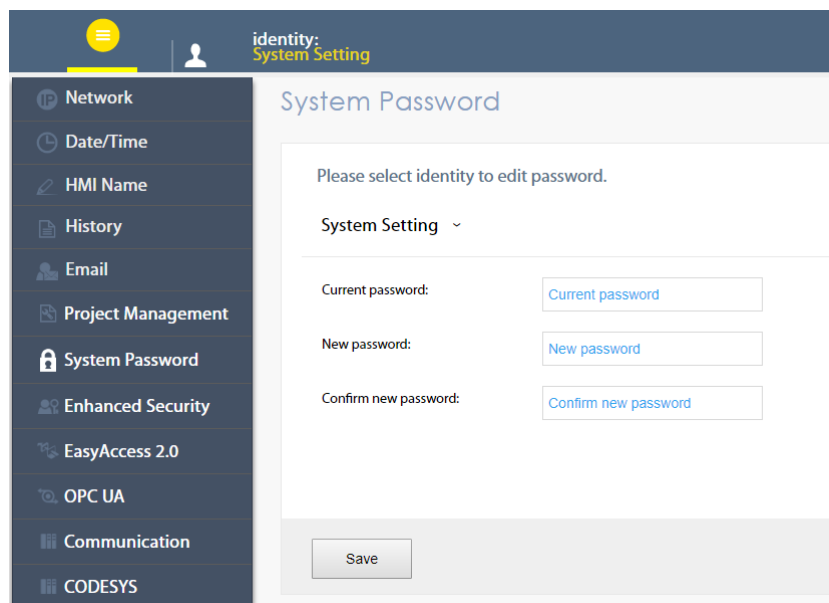 identity:
System Setting
Network
Date/Time
HMI Name
History
Email
Project Management
System Password
Enhanced Security
EasyAccess 2.0
OPC UA
Communication
CODESYS
System Password
Please select identity to edit password.
System Setting
Current password: Current password
New password: New password
Confirm new password: Confirm new password
Save